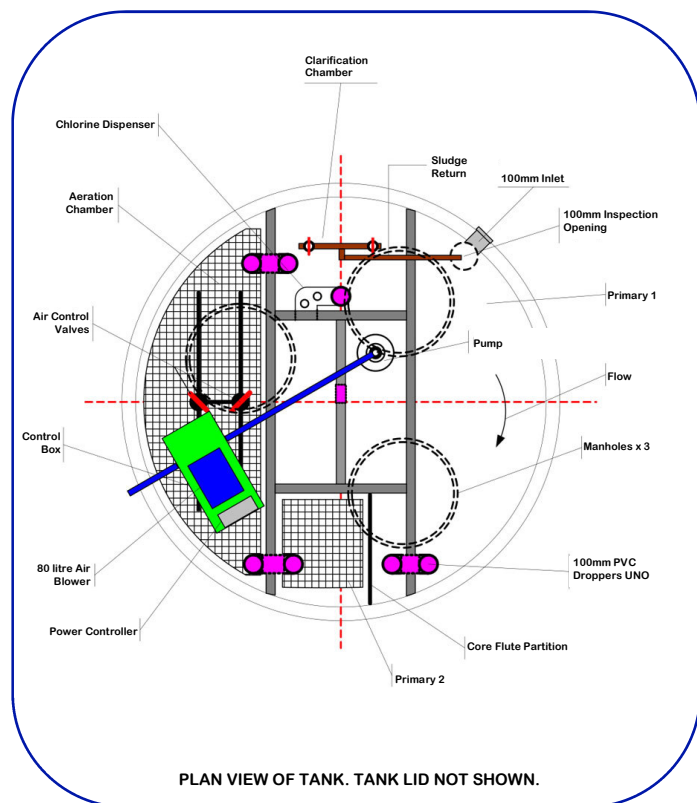 Clarification
Chamber
Chlorine Dispenser
Sludge
Return
100mm Inlet
Aeration
Chamber
100mm Inspection
Opening
Primary 1
Air Control
Valves
Pump
Flow
Control
Box
Manholes x 3
80 litre Air
Blower
100mm PVC
Droppers UNO
Power Controller
Core Flute Partition
Primary 2
PLAN VIEW OF TANK. TANK LID NOT SHOWN.